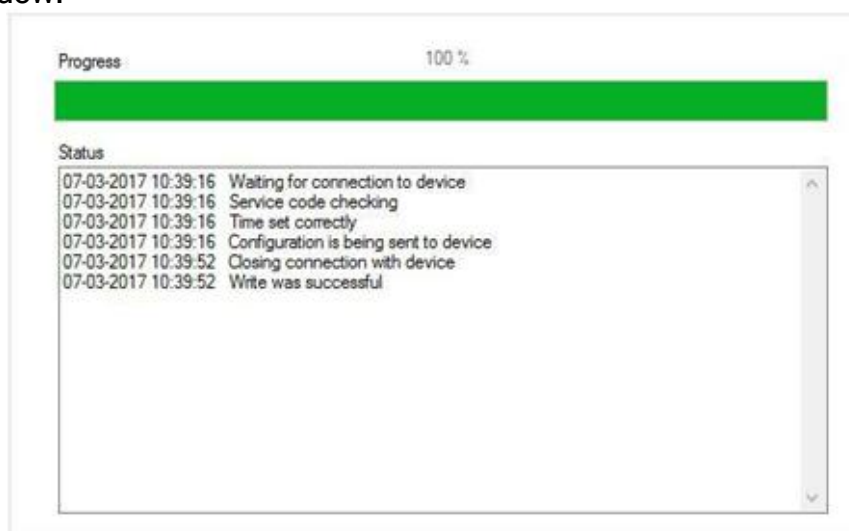 Progress 100 %
Status
07-03-2017 10:39:16 Waiting for connection to device
07-03-2017 10:39:16 Service code checking
07-03-2017 10:39:16 Time set correctly
07-03-2017 10:39:16 Configuration is being sent to device
07-03-2017 10:39:52 Closing connection with device
07-03-2017 10:39:52 Write was successful